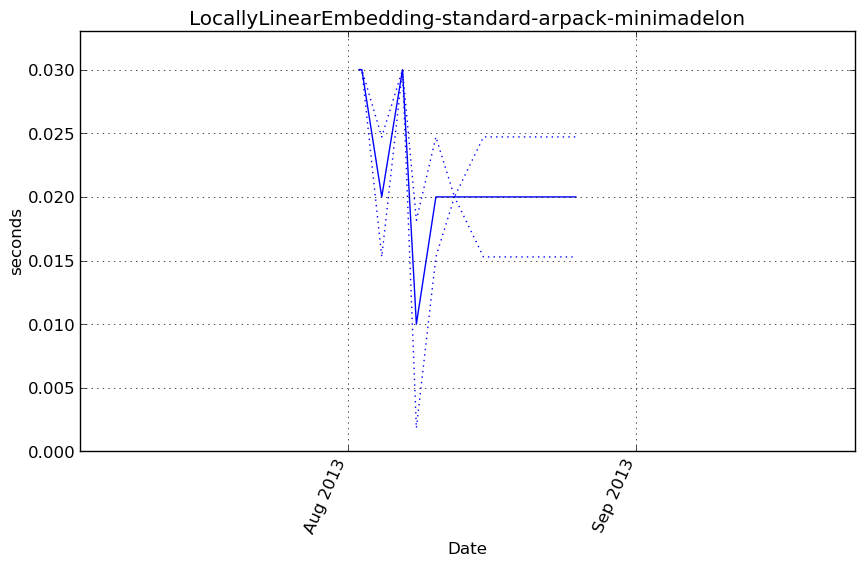 LocallyLinearEmbedding-standard-arpack-minimadelon
0.030
0.025
0.020
0.015
0.010
0.005
0.000
seconds
Aug 2013
Sep 2013
Date